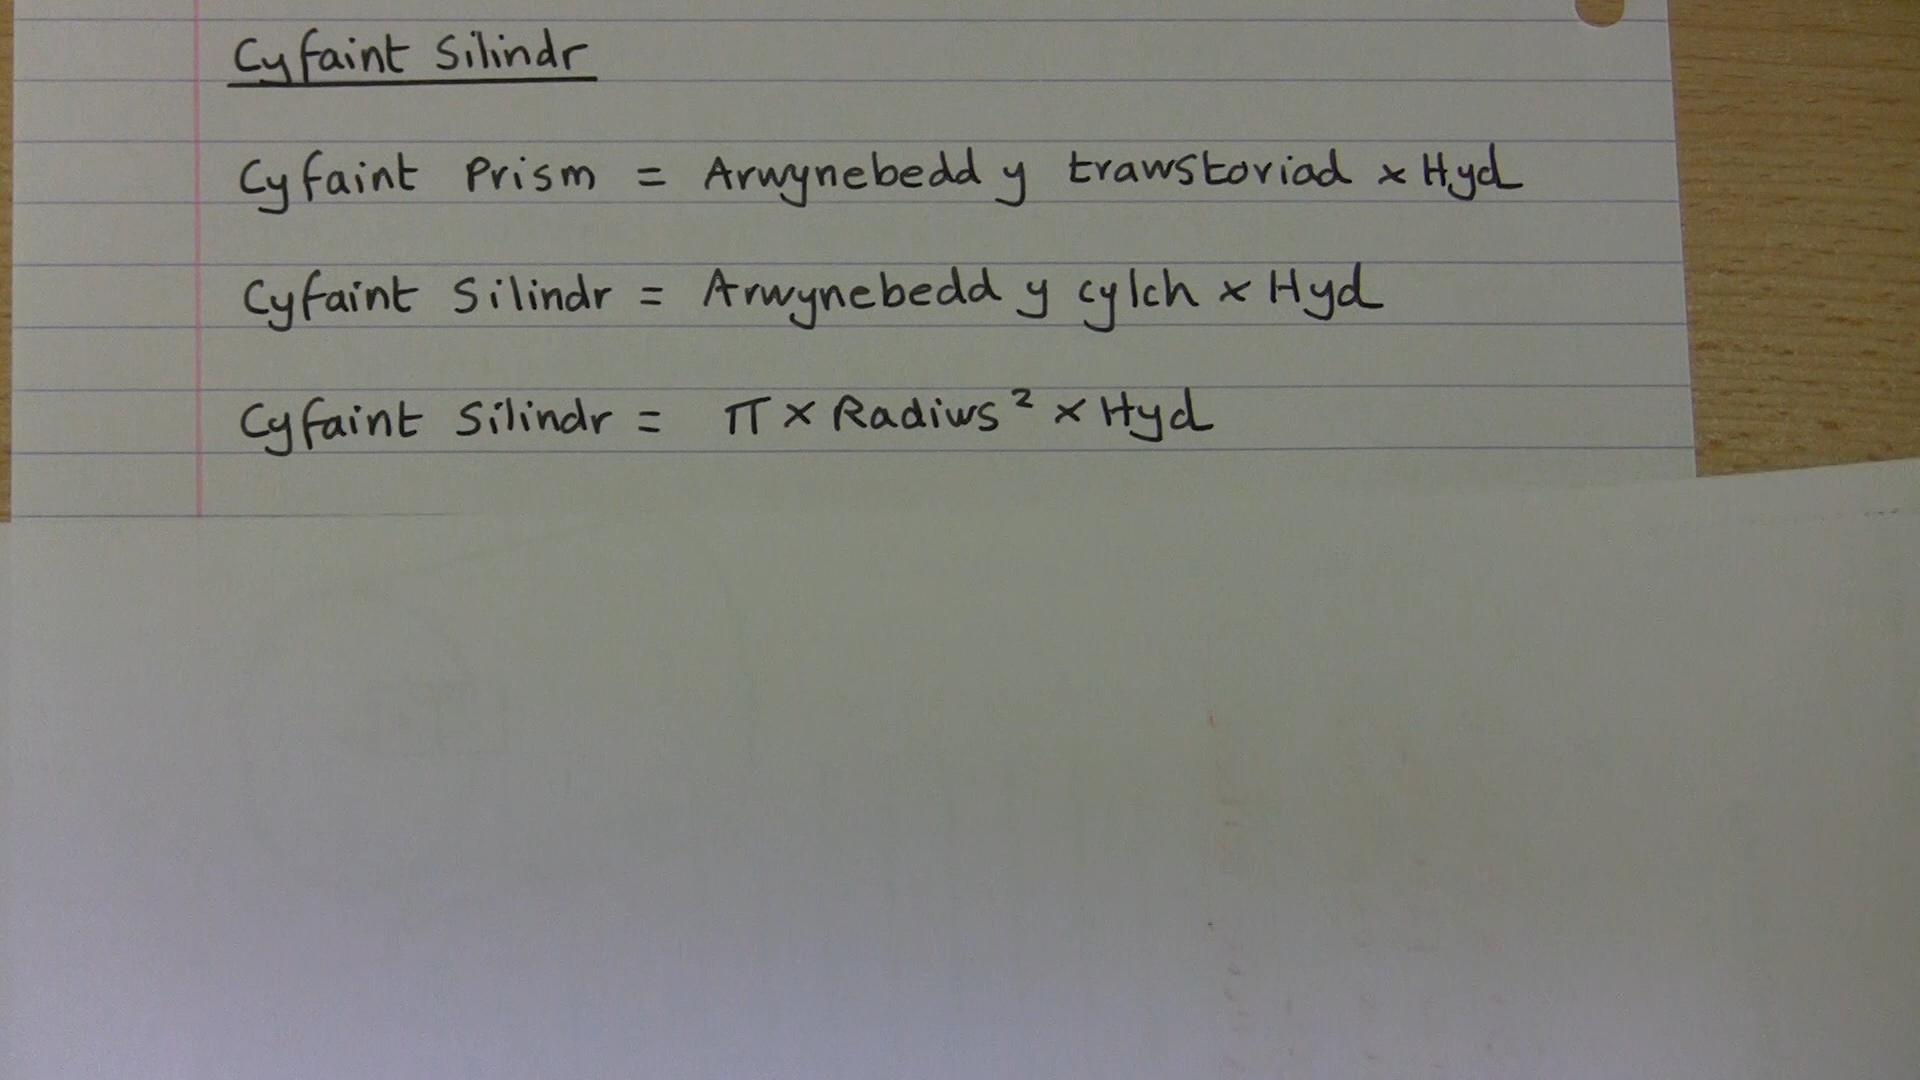 Cyfaint Silindr
Cyfaint Prism = Arwynebedd y trawstoriad × Hyd
Cyfaint Silindr = Arwynebedd y cylch × Hyd
Cyfaint Silindr = π × Radiws² × Hyd